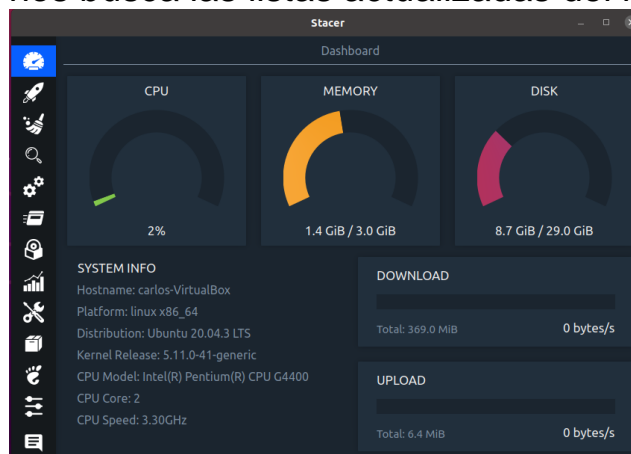 Stacer
Dashboard
CPU
2%
MEMORY
1.4 GiB / 3.0 GiB
DISK
8.7 GiB / 29.0 GiB
SYSTEM INFO
Hostname: carlos-VirtualBox
Platform: linux x86_64
Distribution: Ubuntu 20.04.3 LTS
Kernel Release: 5.11.0-41-generic
CPU Model: Intel(R) Pentium(R) CPU G4400
CPU Core: 2
CPU Speed: 3.30GHz
DOWNLOAD
Total: 369.0 MiB 0 bytes/s
UPLOAD
Total: 6.4 MiB 0 bytes/s